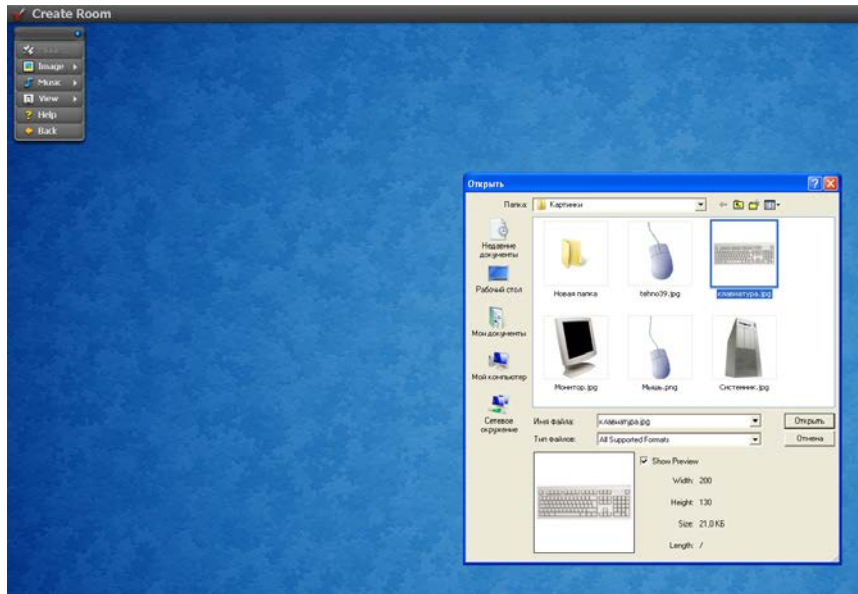 Create Room
Image
Music
View
Help
Back
Открыть
Папка:
Картинки
Недавние
документы
Рабочий стол
Мои документы
Мой компьютер
Сетевое
окружение
Новая папка
tehno39.jpg
клавиатура.jpg
Монитор.jpg
Мышь.png
Системник.jpg
Имя файла:
клавиатура.jpg
Открыть
Тип файлов:
All Supported Formats
Отмена
Show Preview
Width: 200
Height: 130
Size: 21,0 КБ
Length: /